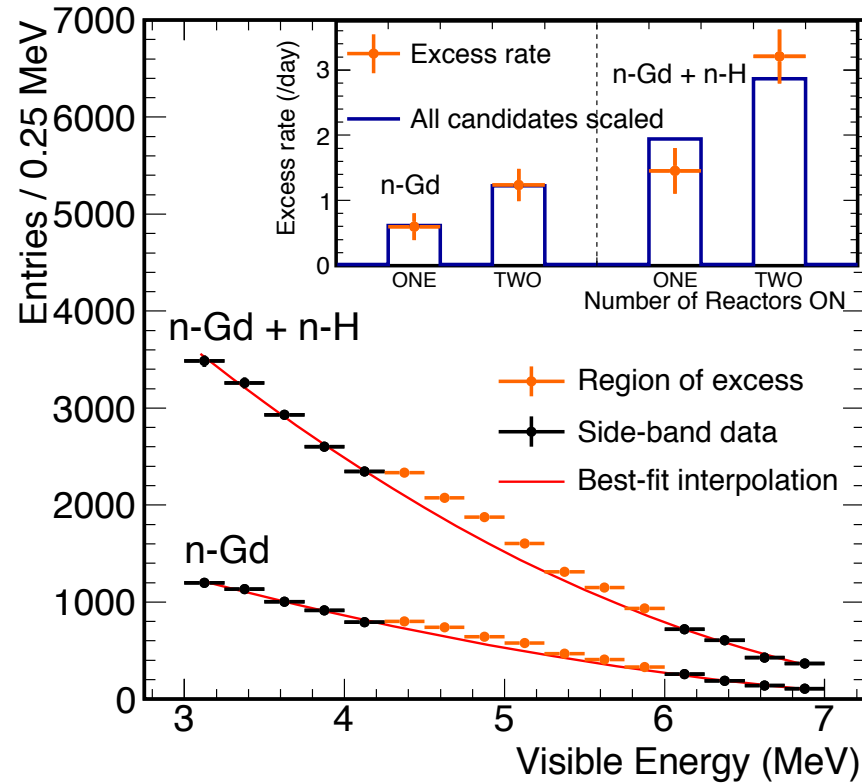 Entries / 0.25 MeV
7000
6000
5000
4000
3000
2000
1000
0
Excess rate (/day)
3
2
1
0
Excess rate
All candidates scaled
n-Gd
n-Gd + n-H
ONE
TWO
ONE
TWO
Number of Reactors ON
n-Gd + n-H
n-Gd
Region of excess
Side-band data
Best-fit interpolation
3
4
5
6
7
Visible Energy (MeV)